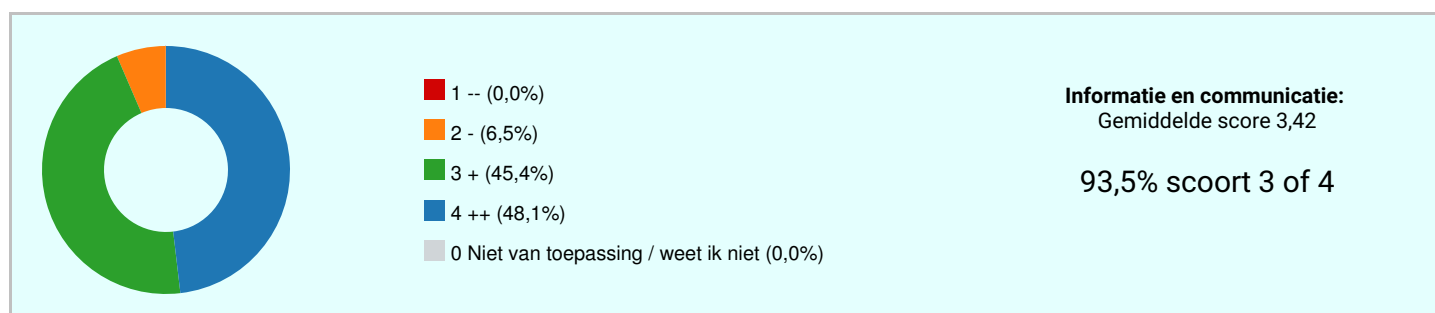 1 -- (0,0%)
2 - (6,5%)
3 + (45,4%)
4 ++ (48,1%)
0 Niet van toepassing / weet ik niet (0,0%)
Informatie en communicatie:
Gemiddelde score 3,42
93,5% scoort 3 of 4